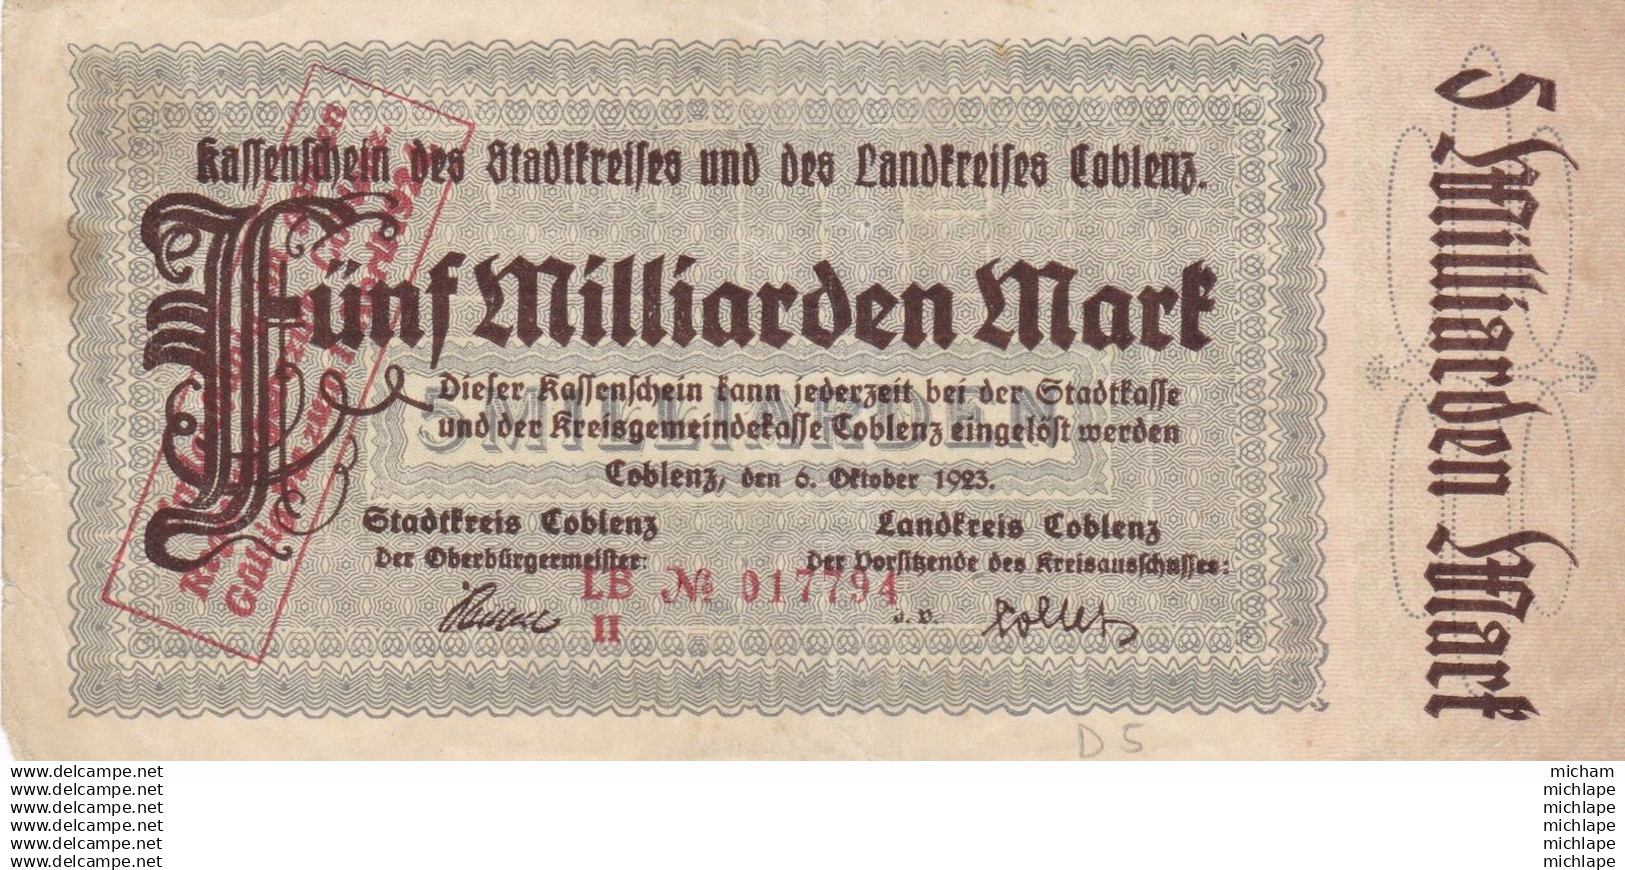 Kassenschein des Stadtkreises und des Landkreises Coblenz.
Fünf Milliarden Mark
5 MILLIARDEN
Dieser Kassenschein kann jederzeit bei der Stadtkasse
und der Kreisgemeindekasse Coblenz eingelöst werden
Coblenz, den 6. Oktober 1923.
Stadtkreis Coblenz
Der Oberbürgermeister:
Landkreis Coblenz
Der Vorsitzende des Kreisausschusses:
LB № 017794
II
J. V.
5 Milliarden Mark
D 5
www.delcampe.net
www.delcampe.net
www.delcampe.net
www.delcampe.net
www.delcampe.net
www.delcampe.net
micham
michlape
michlape
michlape
michlape
michlape